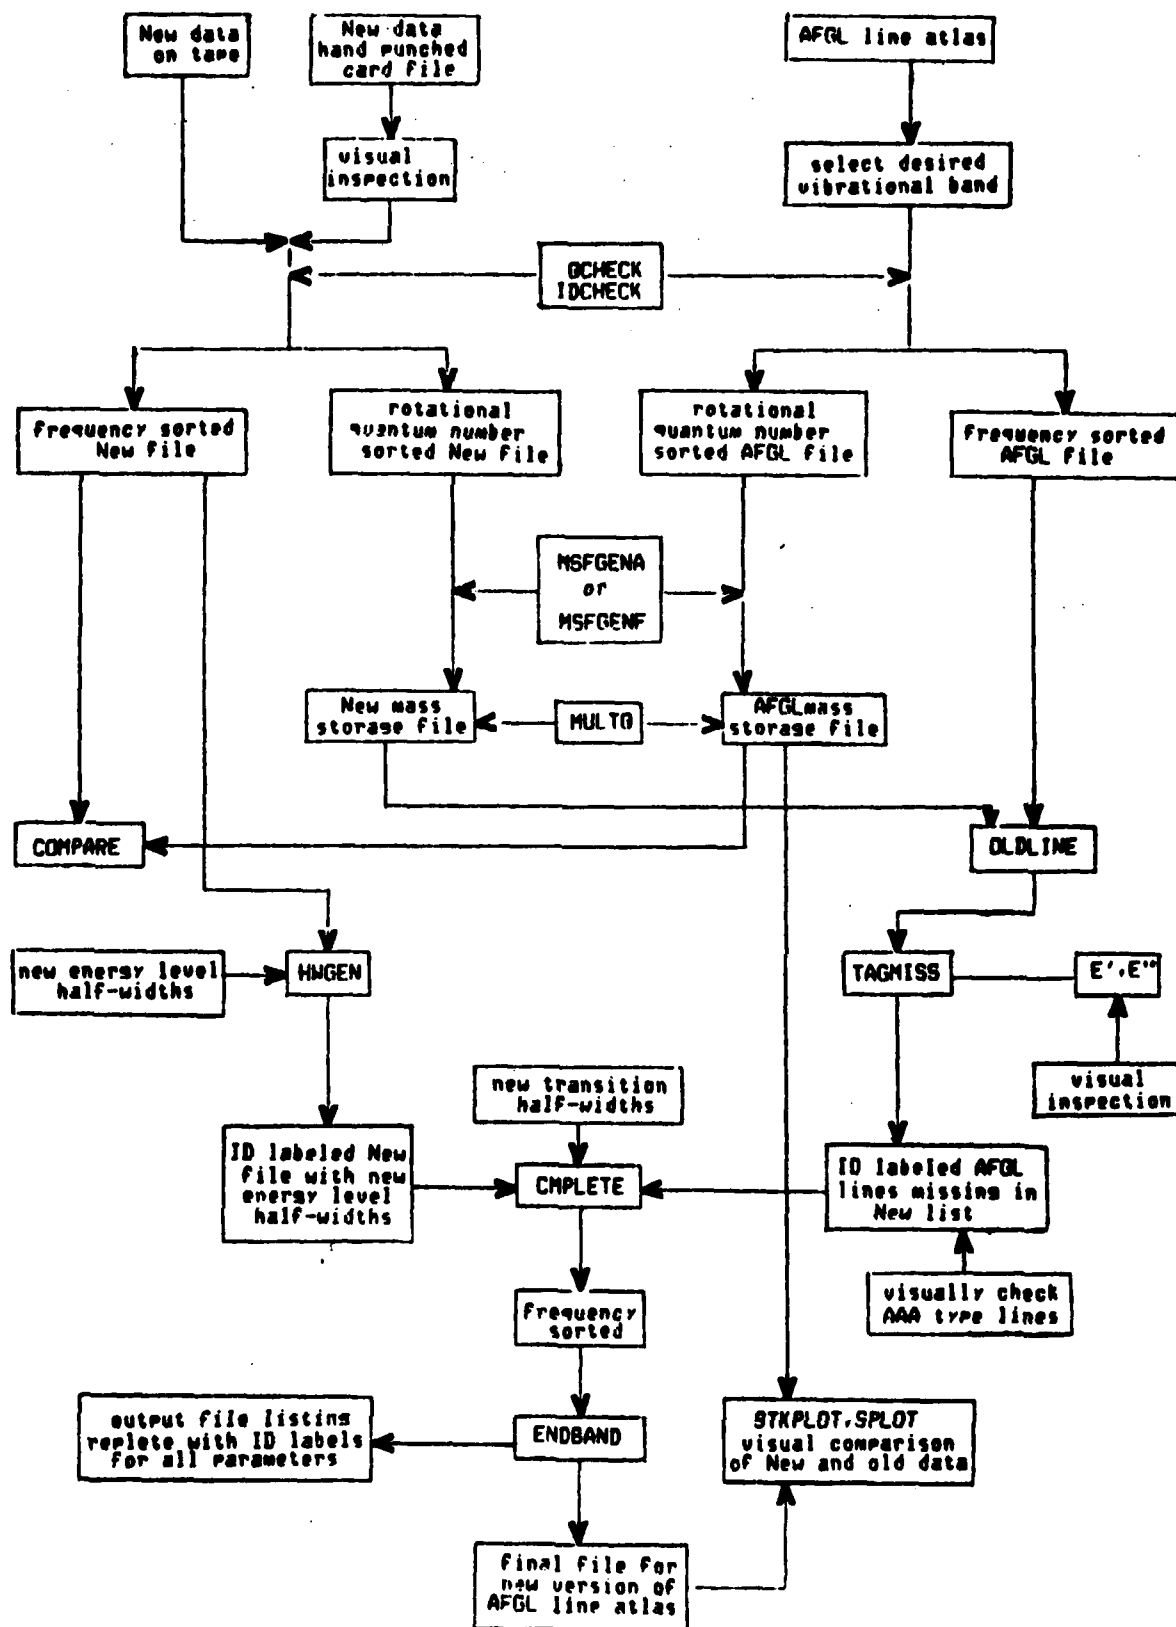 New data
on tape
New data
hand punched
card file
AFGL line atlas
visual
inspection
select desired
vibrational band
QCHECK
IDCHECK
frequency sorted
New file
rotational
quantum number
sorted New file
rotational
quantum number
sorted AFGL file
frequency sorted
AFGL file
MSFGENA
or
MSFGENF
New mass
storage file
MULTQ
AFGL mass
storage file
COMPARE
OLDLINE
new energy level
half-widths
HWGEN
TAGMISS
E',E"
visual
inspection
new transition
half-widths
ID labeled New
file with new
energy level
half-widths
CMPLETE
ID labeled AFGL
lines missing in
New list
visually check
AAA type lines
frequency
sorted
output file listing
replete with ID labels
for all parameters
ENDBAND
STKPLOT,SPLOT
visual comparison
of New and old data
final file for
new version of
AFGL line atlas